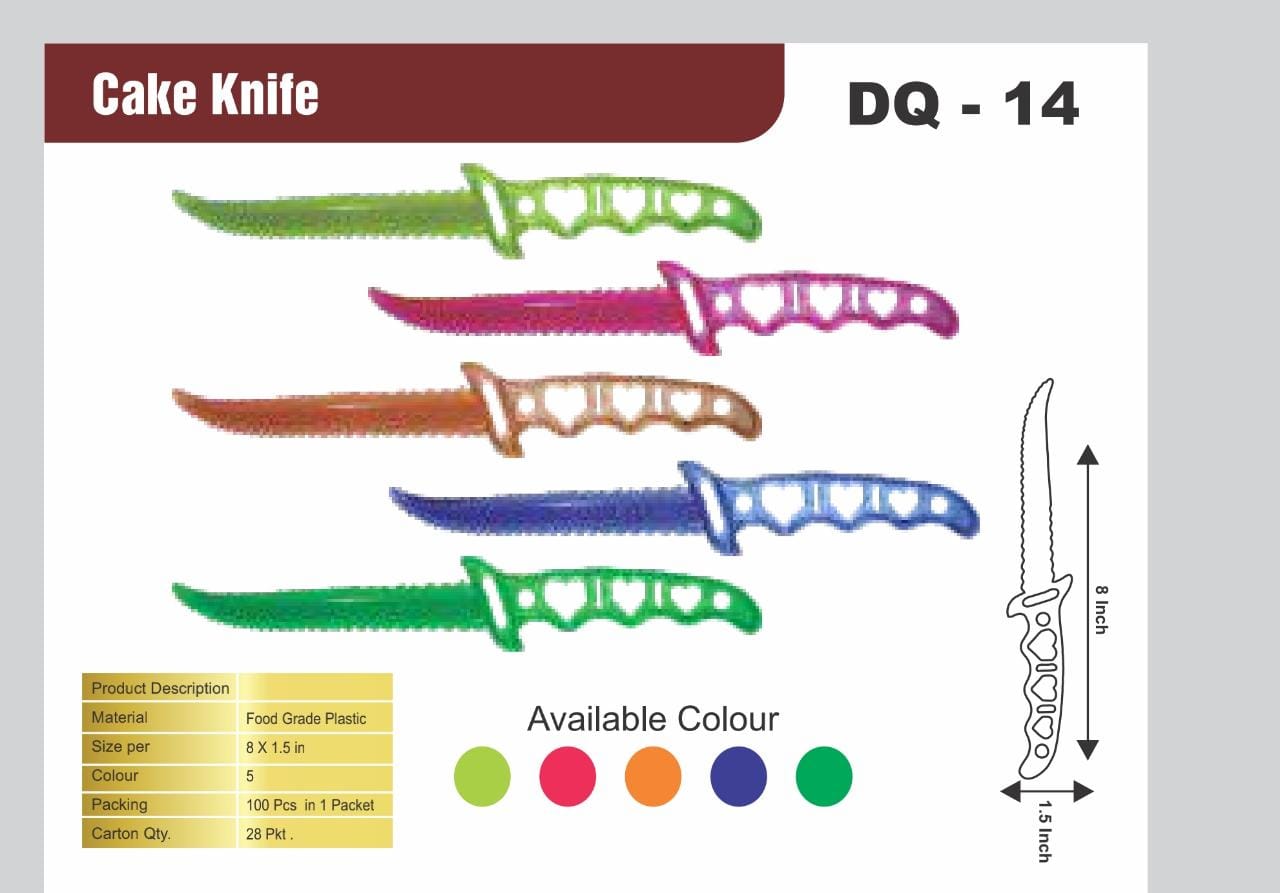 Cake Knife
DQ - 14
8 Inch
1.5 Inch
Product Description
Material Food Grade Plastic
Size per 8 X 1.5 in
Colour 5
Packing 100 Pcs in 1 Packet
Carton Qty. 28 Pkt .
Available Colour